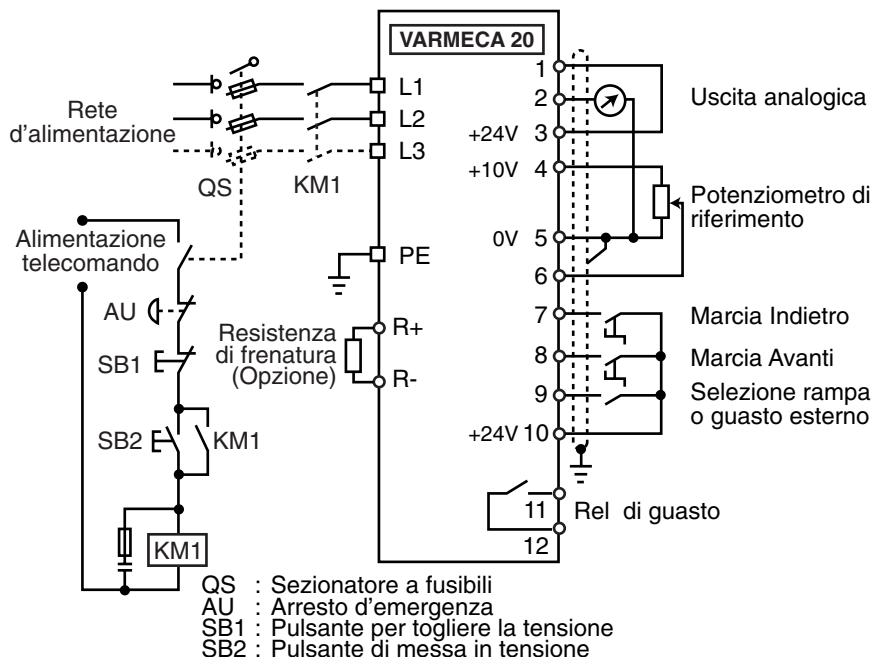 VARMECA 20
Rete
d'alimentazione
QS
KM1
L1
L2
L3
PE
R+
R-
1
2
+24V 3
+10V 4
0V 5
6
7
8
9
+24V 10
11
12
Uscita analogica
Potenziometro di
riferimento
Marcia Indietro
Marcia Avanti
Selezione rampa
o guasto esterno
Rel di guasto
Alimentazione
telecomando
AU
SB1
SB2
KM1
KM1
Resistenza
di frenatura
(Opzione)
QS : Sezionatore a fusibili
AU : Arresto d'emergenza
SB1 : Pulsante per togliere la tensione
SB2 : Pulsante di messa in tensione